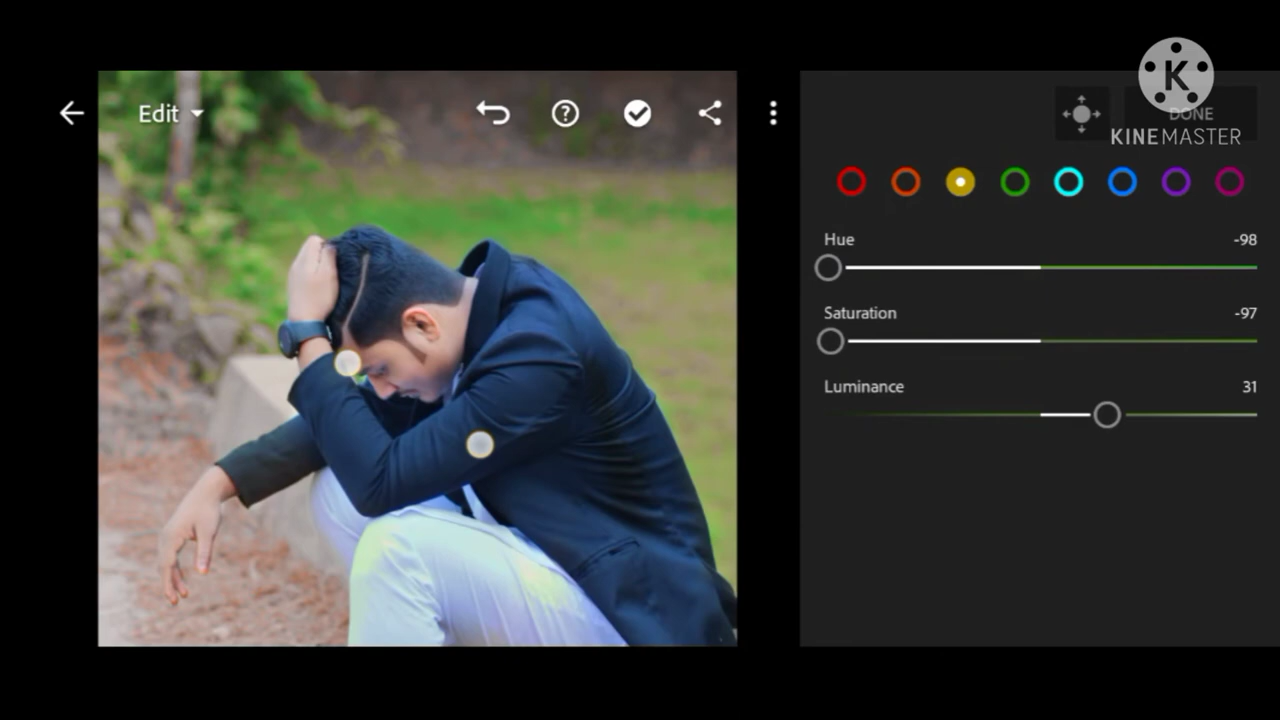 Edit
DONE
KINEMASTER
Hue -98
Saturation -97
Luminance 31